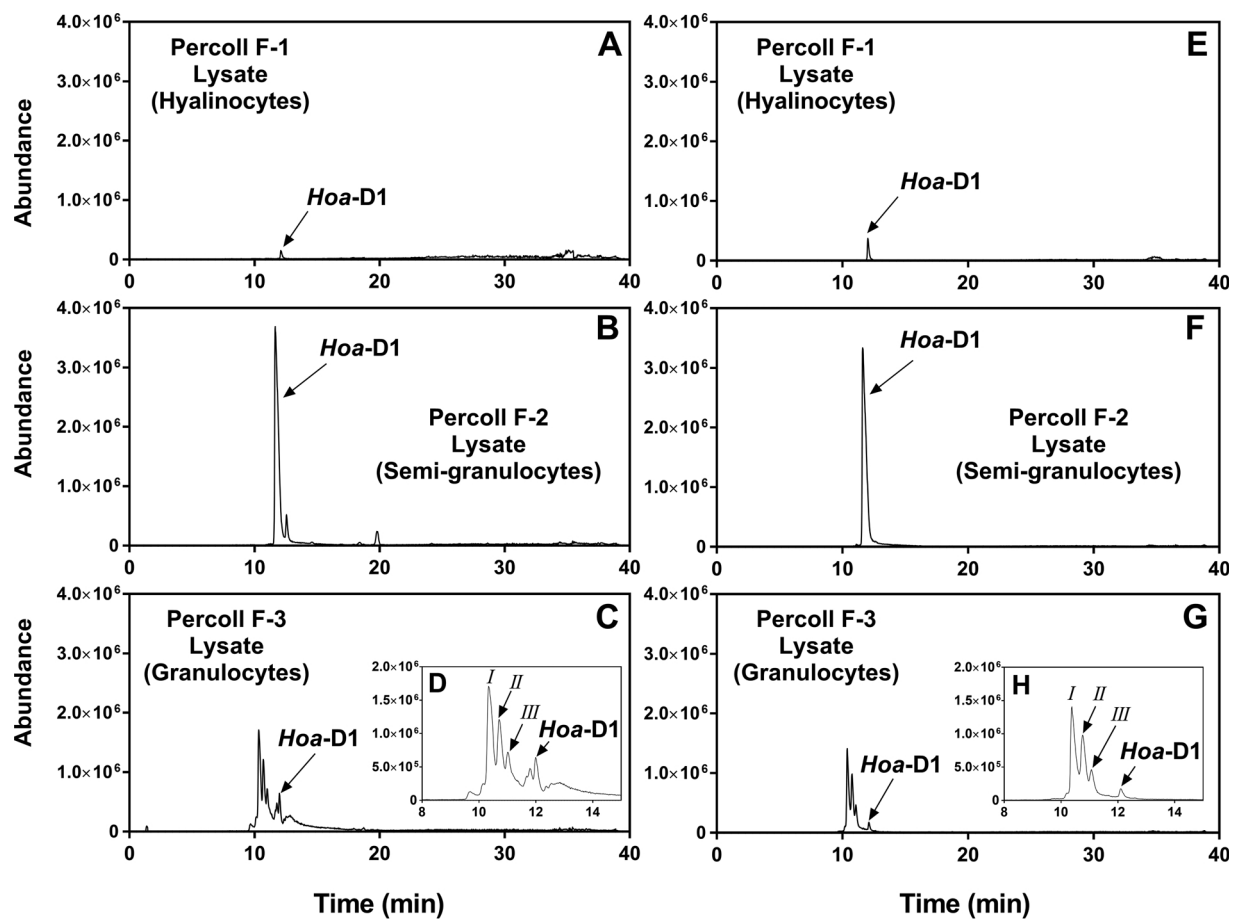 4.0×10⁶
3.0×10⁶
2.0×10⁶
1.0×10⁶
0
Abundance
Percoll F-1
Lysate
(Hyalinocytes)
A
Hoa-D1
0 10 20 30 40
4.0×10⁶
3.0×10⁶
2.0×10⁶
1.0×10⁶
0
Percoll F-1
Lysate
(Hyalinocytes)
E
Hoa-D1
0 10 20 30 40
4.0×10⁶
3.0×10⁶
2.0×10⁶
1.0×10⁶
0
Abundance
B
Hoa-D1
Percoll F-2
Lysate
(Semi-granulocytes)
0 10 20 30 40
4.0×10⁶
3.0×10⁶
2.0×10⁶
1.0×10⁶
0
F
Hoa-D1
Percoll F-2
Lysate
(Semi-granulocytes)
0 10 20 30 40
4.0×10⁶
3.0×10⁶
2.0×10⁶
1.0×10⁶
0
Abundance
Percoll F-3
Lysate
(Granulocytes)
C
Hoa-D1
2.0×10⁶
1.5×10⁶
1.0×10⁶
5.0×10⁵
0
D
I
II
III
Hoa-D1
8 10 12 14
0 10 20 30 40
Time (min)
4.0×10⁶
3.0×10⁶
2.0×10⁶
1.0×10⁶
0
Percoll F-3
Lysate
(Granulocytes)
G
Hoa-D1
2.0×10⁶
1.5×10⁶
1.0×10⁶
5.0×10⁵
0
H
I
II
III
Hoa-D1
8 10 12 14
0 10 20 30 40
Time (min)